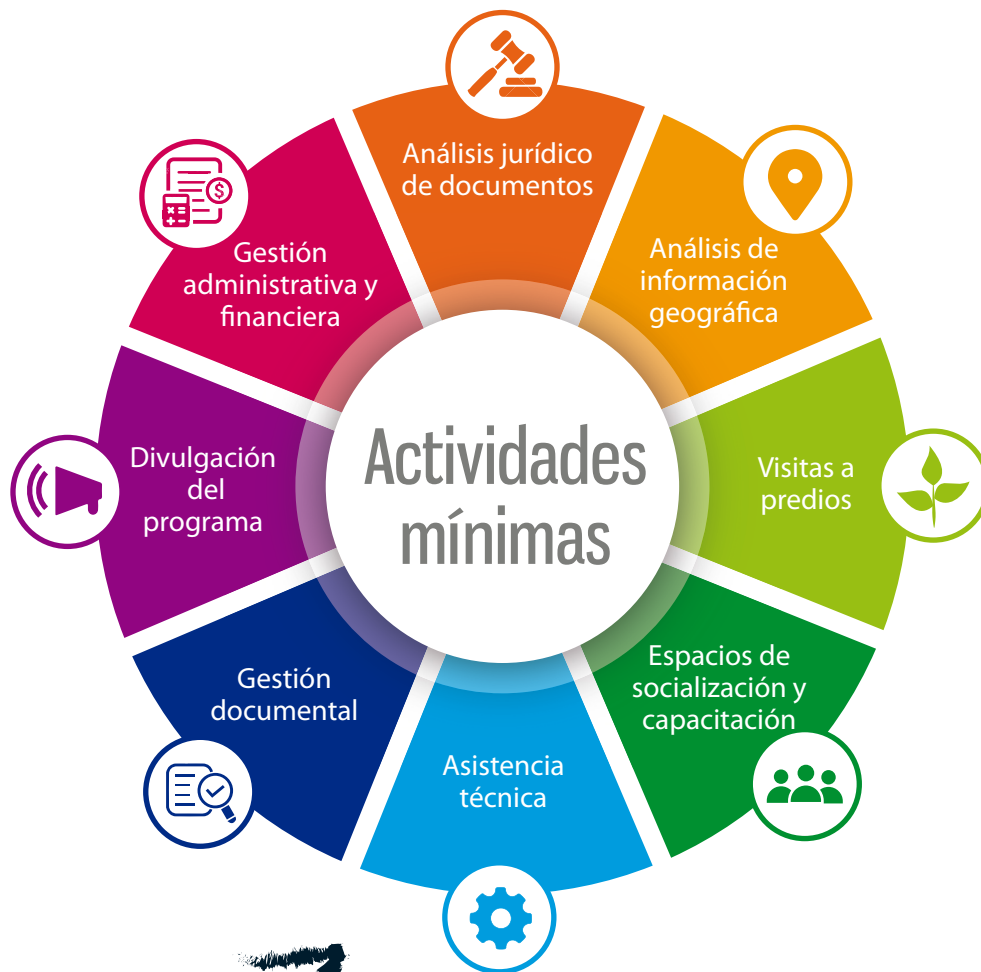 Análisis jurídico
de documentos
Análisis de
información
geográfica
Visitas a
predios
Espacios de
socialización y
capacitación
Asistencia
técnica
Gestión
documental
Divulgación
del
programa
Gestión
administrativa y
financiera
Actividades
mínimas